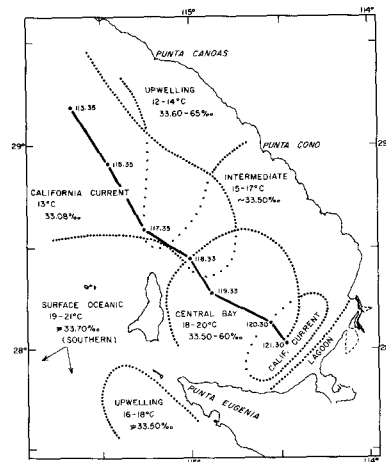 115°
114°
PUNTA CANOAS
113.35
UPWELLING
12-14°C
33.60-65‰
29°
PUNTA CONO
115.35
INTERMEDIATE
15-17°C
~33.50‰
CALIFORNIA CURRENT
13°C
33.08‰
117.35
118.33
119.33
SURFACE OCEANIC
19-21°C
≥33.70‰
(SOUTHERN)
CENTRAL BAY
18-20°C
33.50-60‰
120.30
121.30
CALIF. CURRENT
LAGOON
28°
28
UPWELLING
16-18°C
≥33.50‰
PUNTA EUGENIA
115°
114°